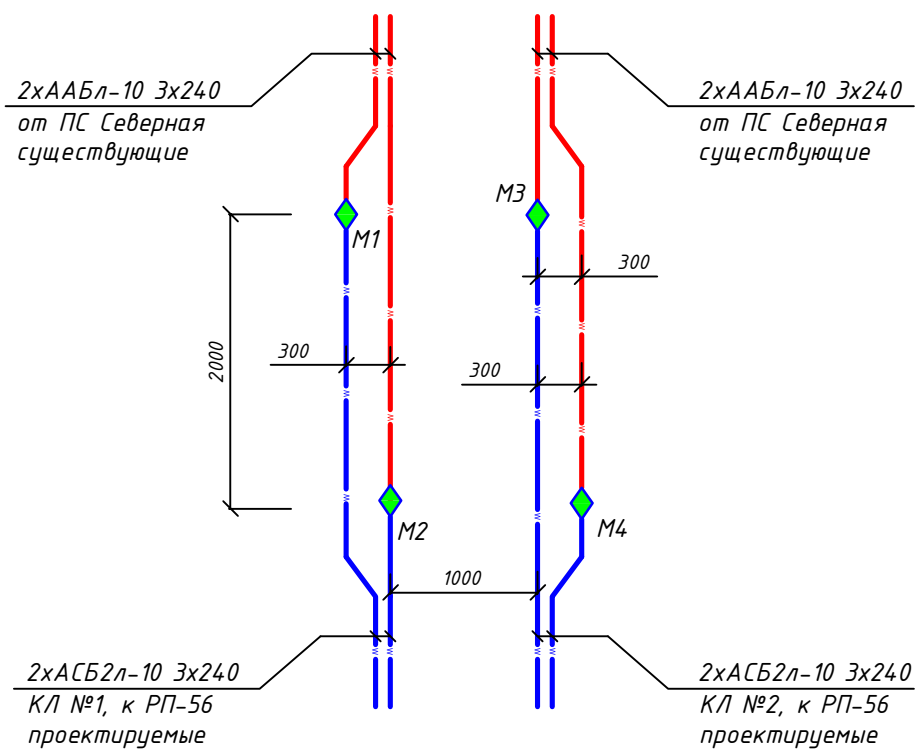 2хААБл-10 3х240
от ПС Северная
существующие
2хААБл-10 3х240
от ПС Северная
существующие
М3
М1
300
2000
300
300
М2
М4
1000
2хАСБ2л-10 3х240
КЛ №1, к РП-56
проектируемые
2хАСБ2л-10 3х240
КЛ №2, к РП-56
проектируемые